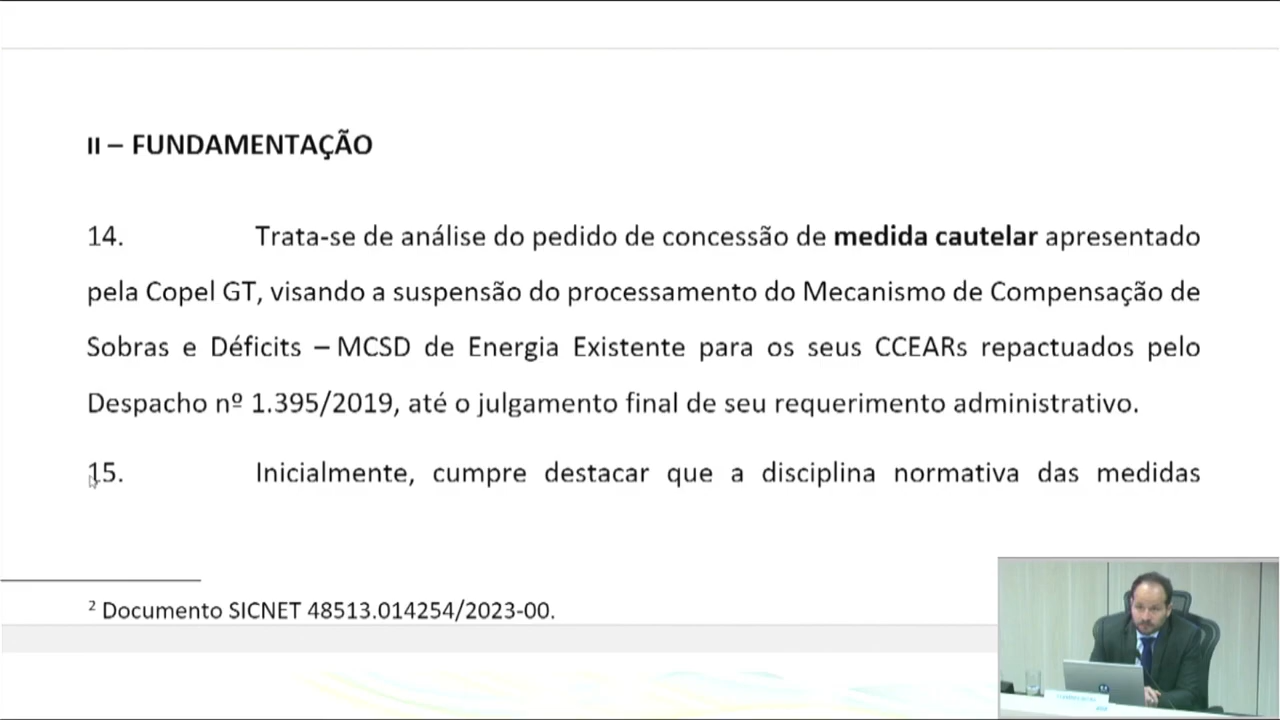 II – FUNDAMENTAÇÃO
14. Trata-se de análise do pedido de concessão de medida cautelar apresentado
pela Copel GT, visando a suspensão do processamento do Mecanismo de Compensação de
Sobras e Déficits – MCSD de Energia Existente para os seus CCEARs repactuados pelo
Despacho nº 1.395/2019, até o julgamento final de seu requerimento administrativo.
15. Inicialmente, cumpre destacar que a disciplina normativa das medidas
² Documento SICNET 48513.014254/2023-00.